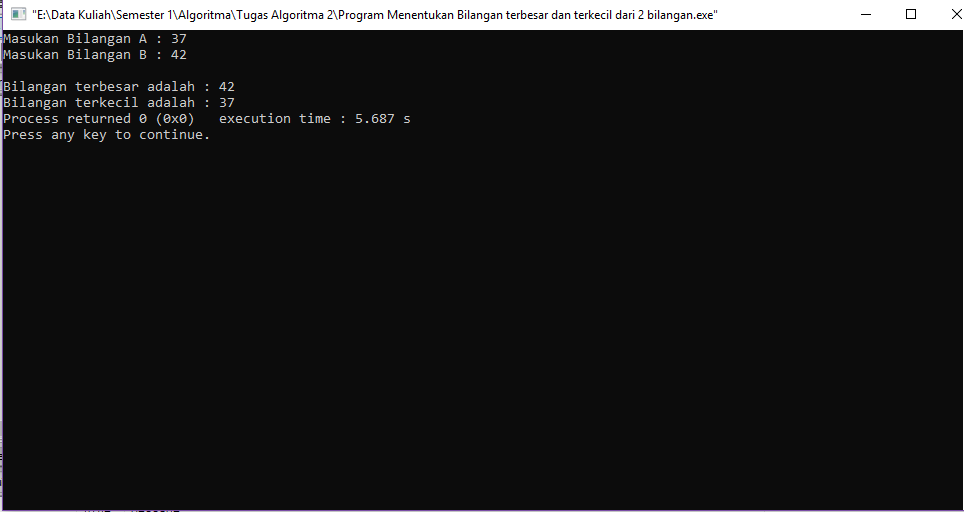 "E:\Data Kuliah\Semester 1\Algoritma\Tugas Algoritma 2\Program Menentukan Bilangan terbesar dan terkecil dari 2 bilangan.exe"
Masukan Bilangan A : 37
Masukan Bilangan B : 42
Bilangan terbesar adalah : 42
Bilangan terkecil adalah : 37
Process returned 0 (0x0)   execution time : 5.687 s
Press any key to continue.